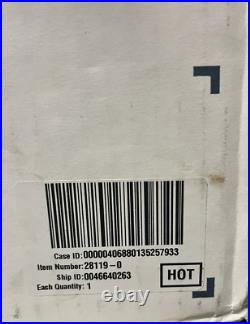 Case ID:00000406880135257933
Item Number:28119-0
Ship ID:0046640263
Each Quantity: 1
HOT